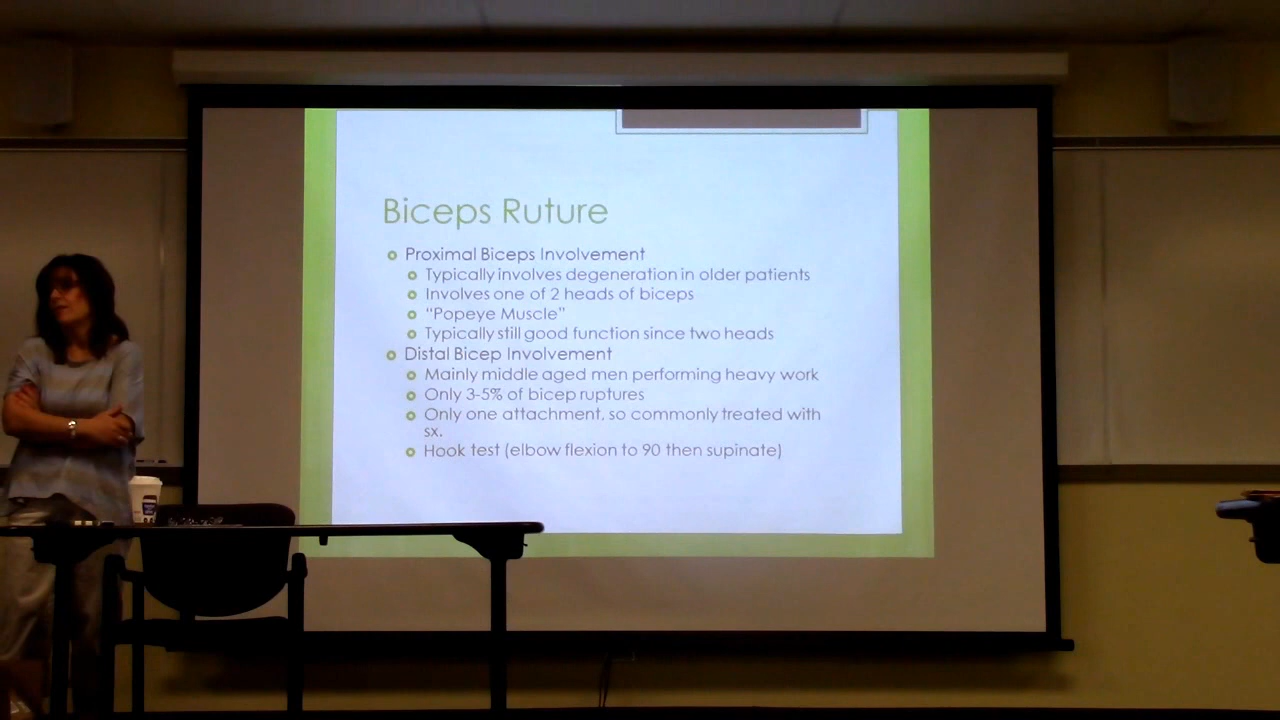 Biceps Ruture
Proximal Biceps Involvement
Typically involves degeneration in older patients
Involves one of 2 heads of biceps
“Popeye Muscle”
Typically still good function since two heads
Distal Bicep Involvement
Mainly middle aged men performing heavy work
Only 3-5% of bicep ruptures
Only one attachment, so commonly treated with
sx.
Hook test (elbow flexion to 90 then supinate)